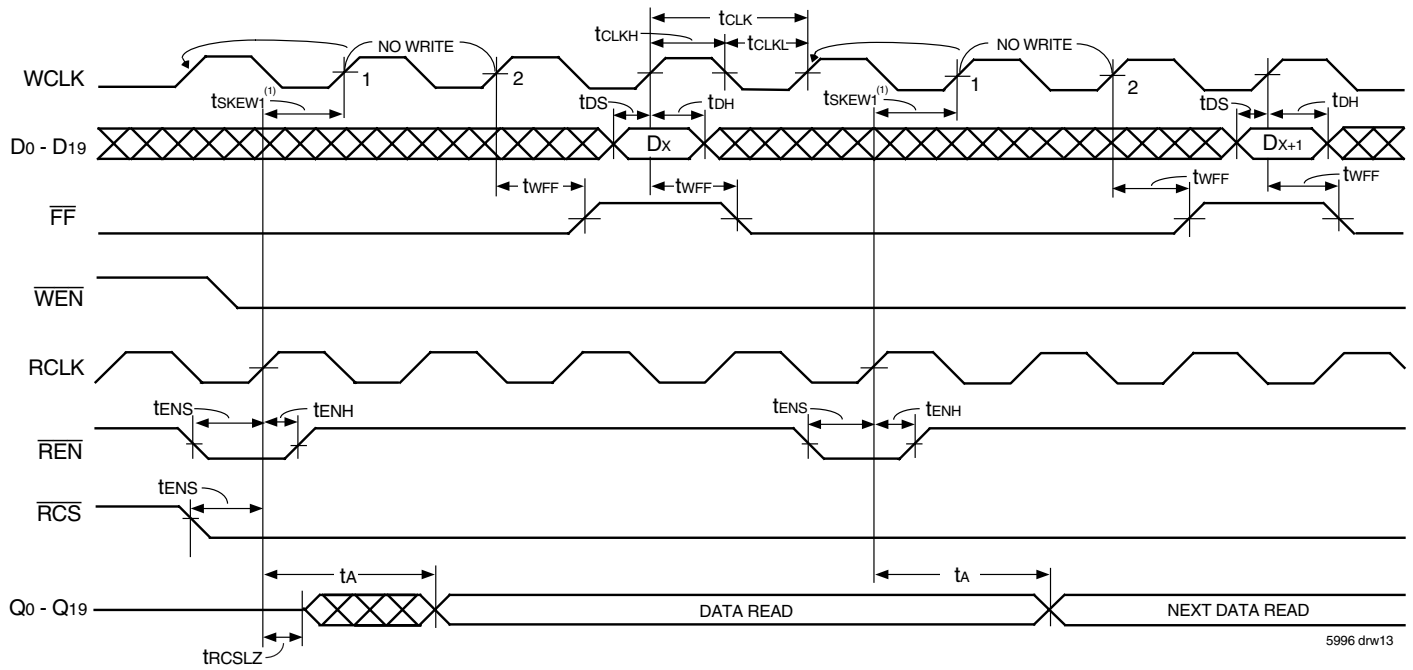 tCLK
tCLKH tCLKL
NO WRITE NO WRITE
WCLK 1 2 1 2
tSKEW1(1) tDS tDH tSKEW1(1) tDS tDH
D0 - D19 DX DX+1
tWFF tWFF tWFF tWFF
FF
WEN
RCLK
tENS tENH tENS tENH
REN
tENS
RCS
tA tA
Q0 - Q19 DATA READ NEXT DATA READ
5996 drw13
tRCSLZ